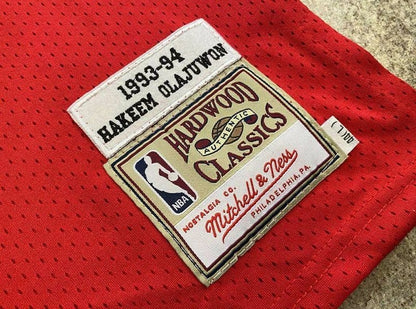 1993-94
HAKEEM OLAJUWON
HARDWOOD
AUTHENTIC
CLASSICS
NBA
NOSTALGIA CO.
Mitchell & Ness
PHILADELPHIA, PA.